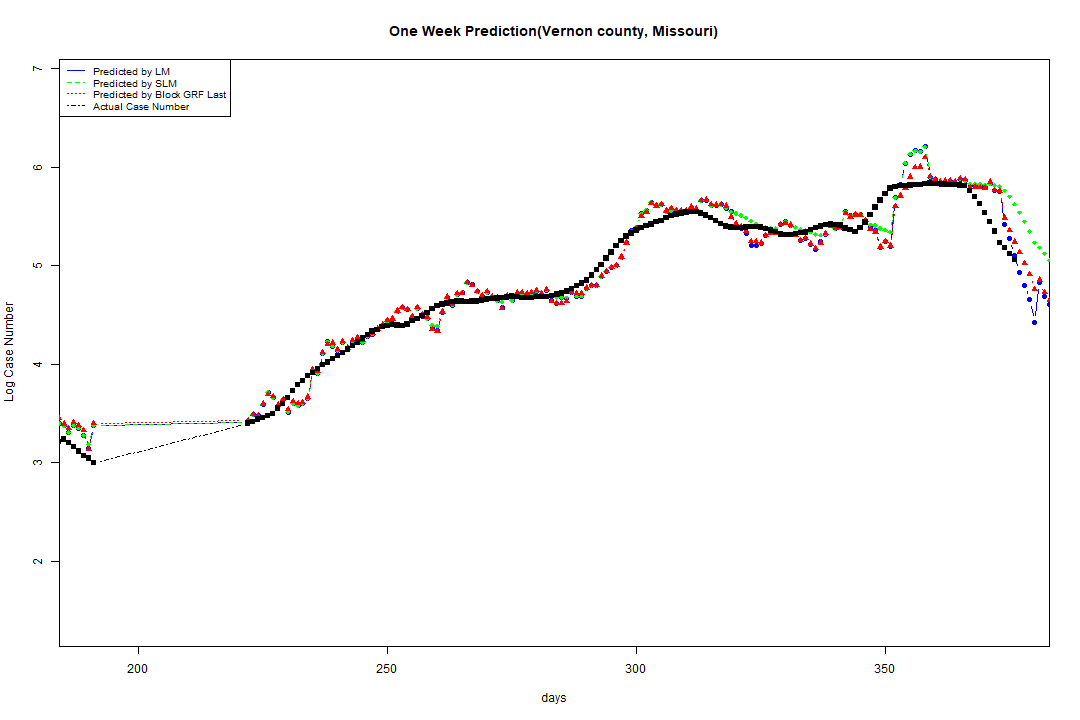 One Week Prediction(Vernon county, Missouri)
Predicted by LM
Predicted by SLM
Predicted by Block GRF Last
Actual Case Number
7
6
5
4
3
2
Log Case Number
200 250 300 350
days